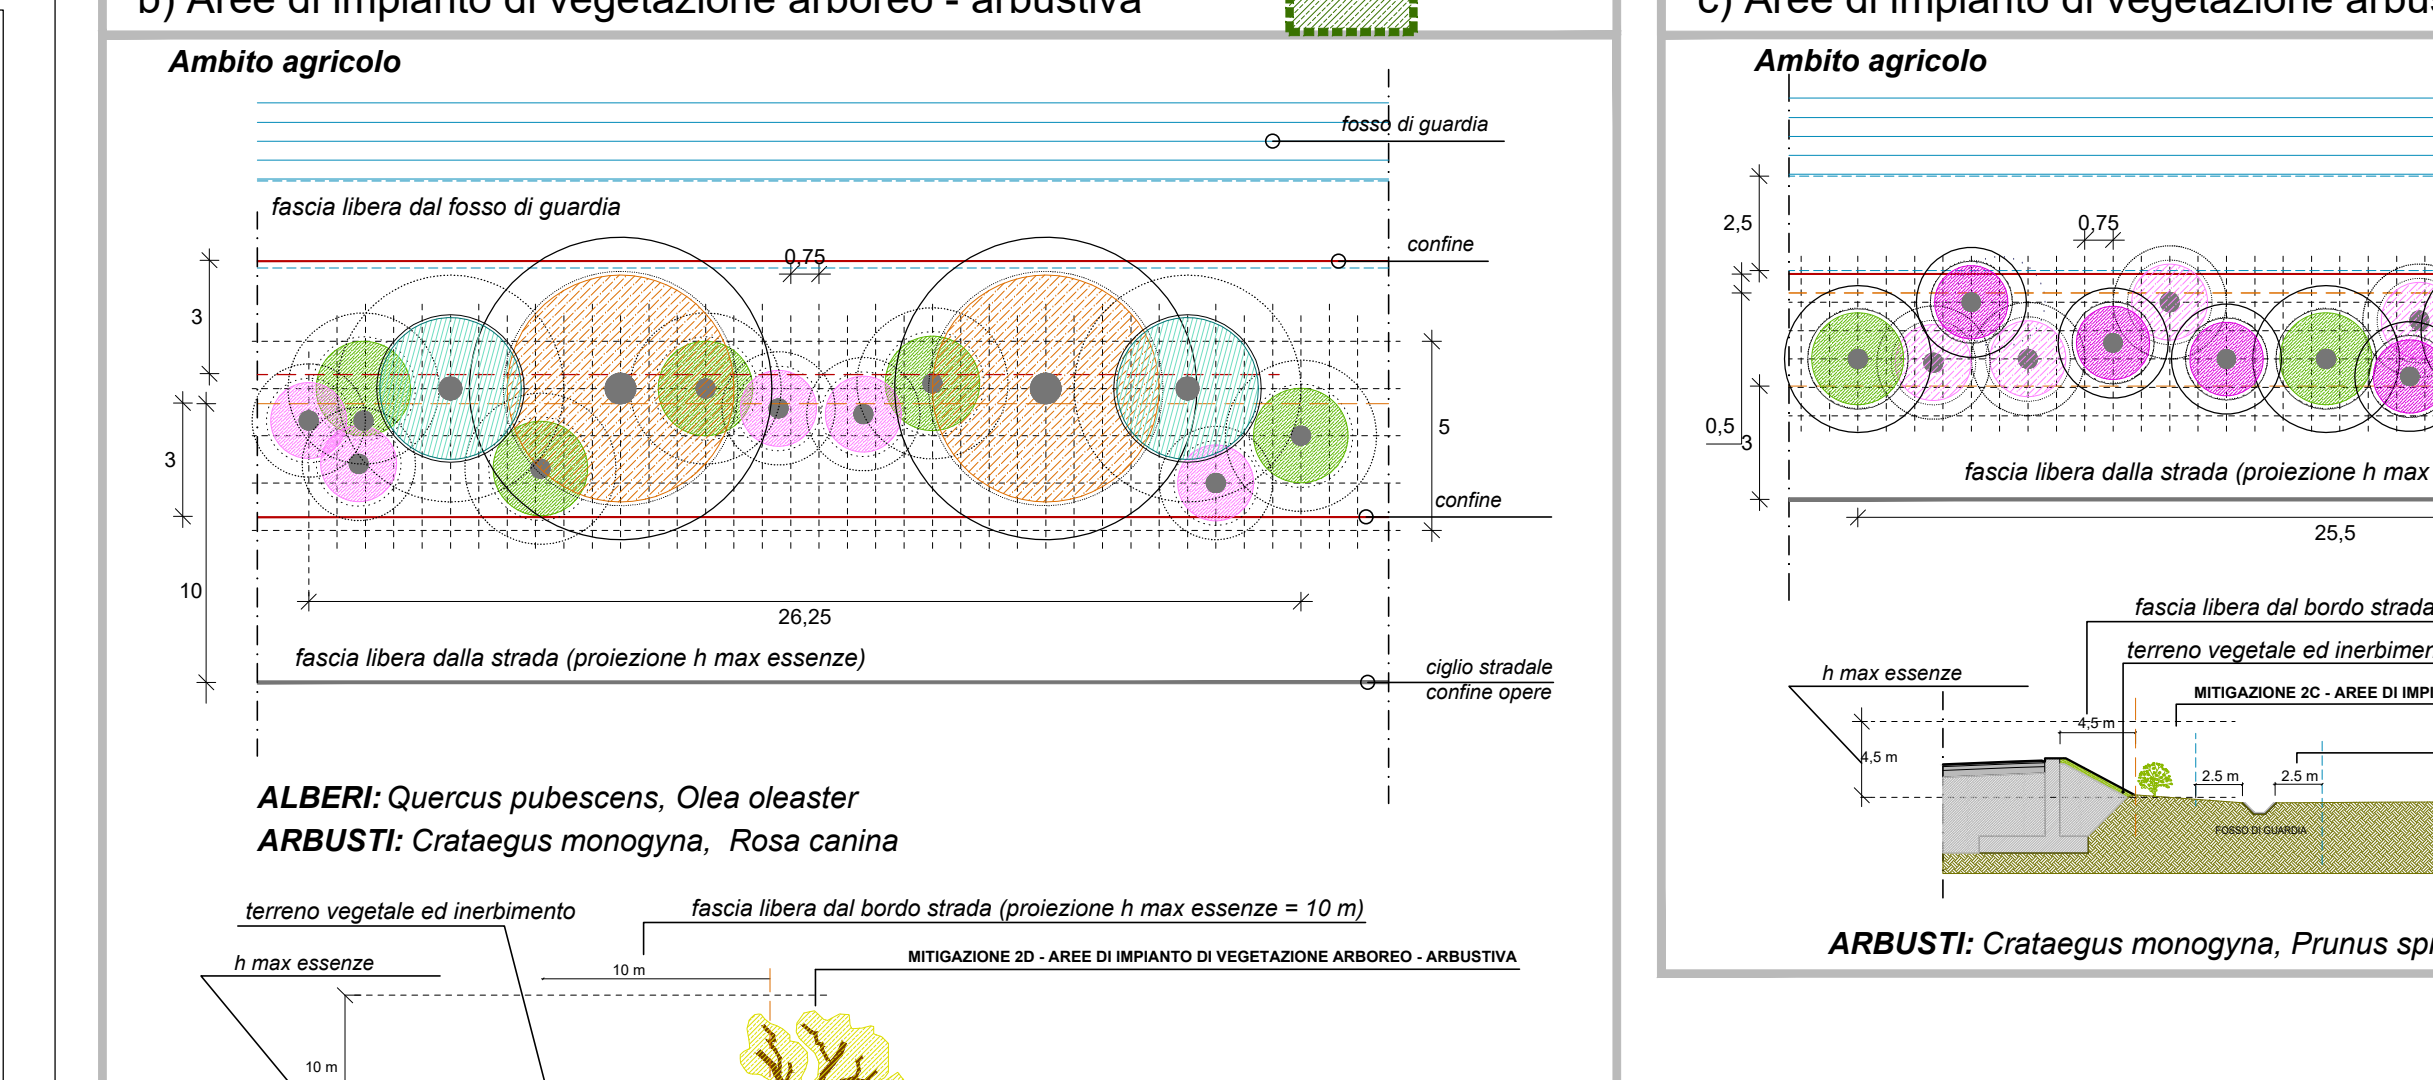 b) Aree di impianto di vegetazione arboreo - arbustiva
Ambito agricolo
fosso di guardia
fascia libera dal fosso di guardia
confine
0,75
3
3
5
confine
10
26,25
fascia libera dalla strada (proiezione h max essenze)
ciglio stradale
confine opere
ALBERI: Quercus pubescens, Olea oleaster
ARBUSTI: Crataegus monogyna, Rosa canina
terreno vegetale ed inerbimento
fascia libera dal bordo strada (proiezione h max essenze = 10 m)
MITIGAZIONE 2D - AREE DI IMPIANTO DI VEGETAZIONE ARBOREO - ARBUSTIVA
h max essenze
10 m
10 m
c) Aree di impianto di vegetazione
Ambito agricolo
2,5
0,75
0,5
3
fascia libera dalla strada (proiezione h max
25,5
fascia libera dal bordo strada
terreno vegetale ed
h max essenze
MITIGAZIONE 2C - AREE DI
4,5 m
4,5 m
2.5 m
2.5 m
FOSSO DI GUARDIA
ARBUSTI: Crataegus monogyna, Prunus